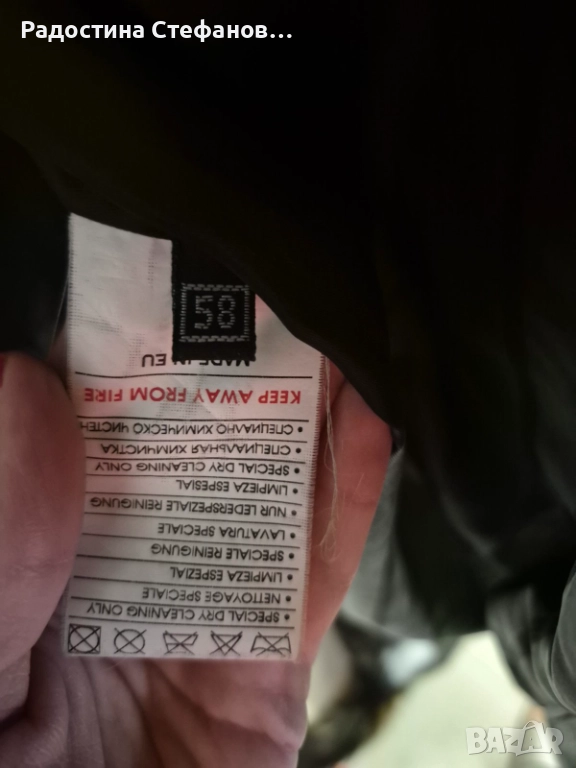 Радостина Стефанов...
58
MADE IN EU
KEEP AWAY FROM FIRE
• СПЕЦИАЛНО ХИМИЧЕСКО ЧИСТЕН
• СПЕЦИАЛЬНАЯ ХИМЧИСТКА
• SPECIAL DRY CLEANING ONLY
• LIMPIEZA ESPESIAL
• NUR LEDERSPEZIALE REINIGUNG
• LAVATURA SPECIALE
• SPECIALE REINIGUNG
• LIMPIEZA ESPEZIAL
• NETTOYAGE SPECIALE
• SPECIAL DRY CLEANING ONLY
BAZAR